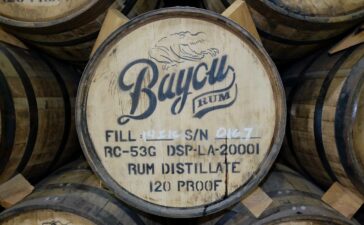 Bayou
RUM
FILL S/N
RC-53G DSP-LA-20001
RUM DISTILLATE
120 PROOF